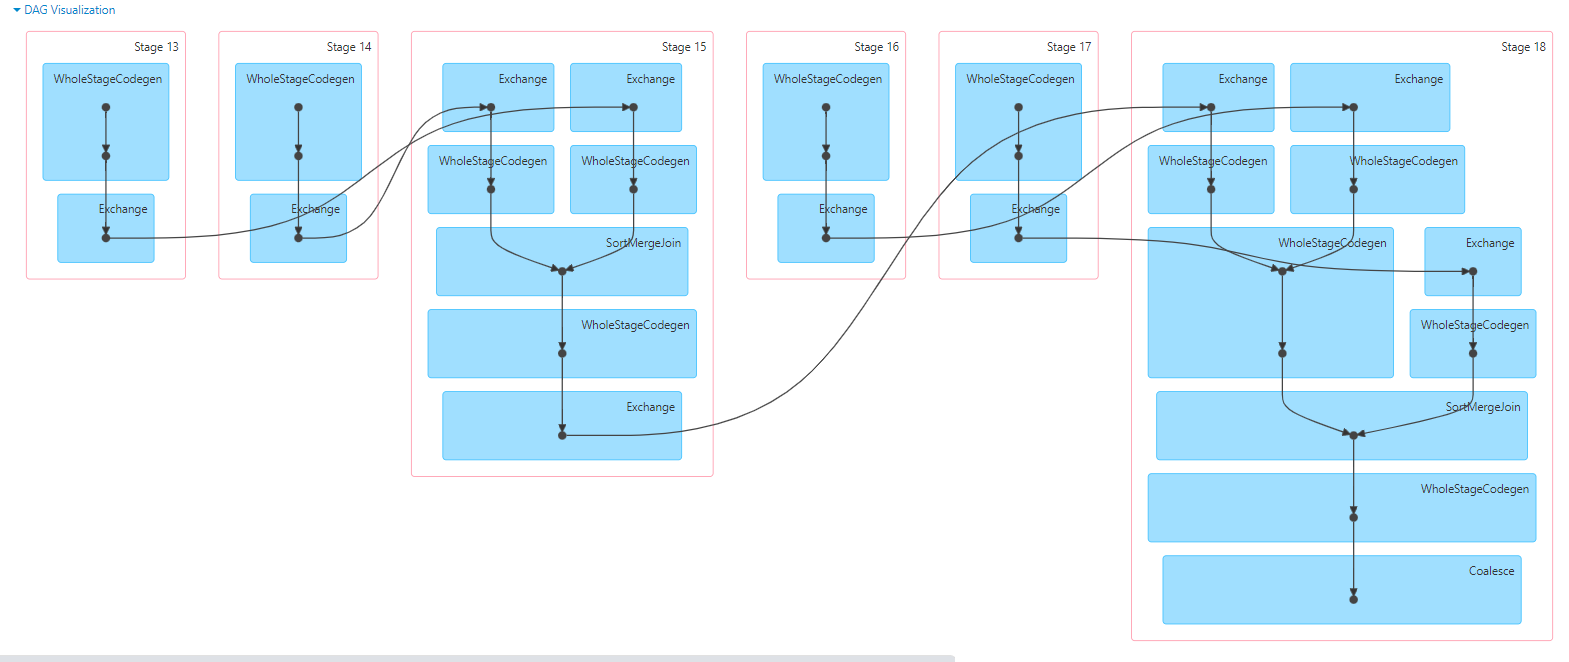 DAG Visualization
Stage 13
WholeStageCodegen
Exchange
Stage 14
WholeStageCodegen
Exchange
Stage 15
Exchange
Exchange
WholeStageCodegen
WholeStageCodegen
SortMergeJoin
WholeStageCodegen
Exchange
Stage 16
WholeStageCodegen
Exchange
Stage 17
WholeStageCodegen
Exchange
Stage 18
Exchange
Exchange
WholeStageCodegen
WholeStageCodegen
WholeStageCodegen
Exchange
WholeStageCodegen
SortMergeJoin
WholeStageCodegen
Coalesce